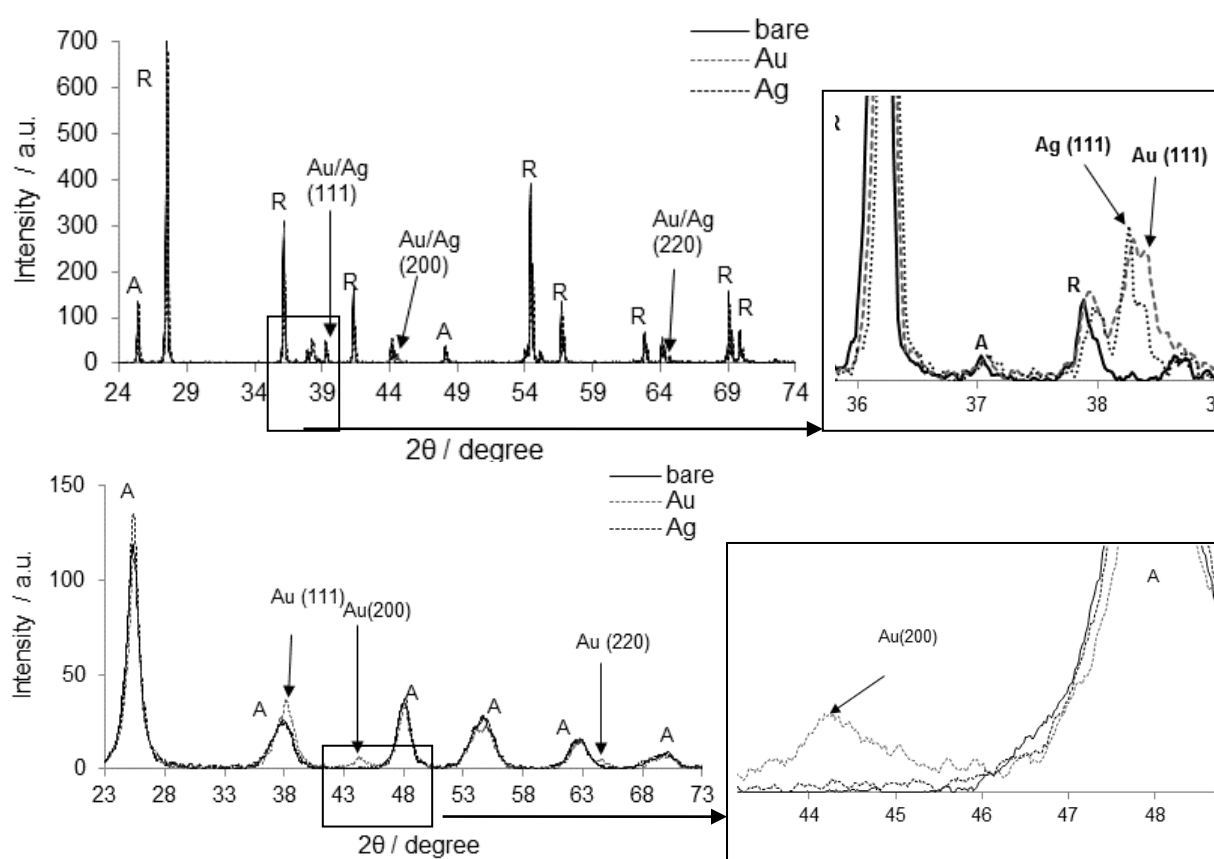 bare
Au
Ag
700
600
500
400
300
200
100
0
Intensity / a.u.
A
R
R
Au/Ag
(111)
R
Au/Ag
(200)
A
R
R
R
Au/Ag
(220)
R
R
24 29 34 39 44 49 54 59 64 69 74
2θ / degree
R
Ag (111)
Au (111)
R
A
36 37 38
bare
Au
Ag
150
100
50
0
Intensity / a.u.
A
Au (111)
Au(200)
Au (220)
A
A
A
A
A
23 28 33 38 43 48 53 58 63 68 73
2θ / degree
A
Au(200)
44 45 46 47 48